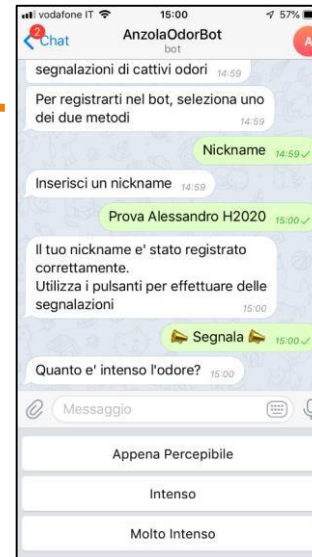 vodafone IT 15:00 57%
2
Chat AnzolaOdorBot A
bot
segnalazioni di cattivi odori 14:59
Per registrarti nel bot, seleziona uno
dei due metodi 14:59
Nickname 14:59
Inserisci un nickname 14:59
Prova Alessandro H2020 15:00
Il tuo nickname e' stato registrato
correttamente.
Utilizza i pulsanti per effettuare delle
segnalazioni 15:00
Segnala 15:00
Quanto e' intenso l'odore? 15:00
Messaggio
Appena Percepibile
Intenso
Molto Intenso